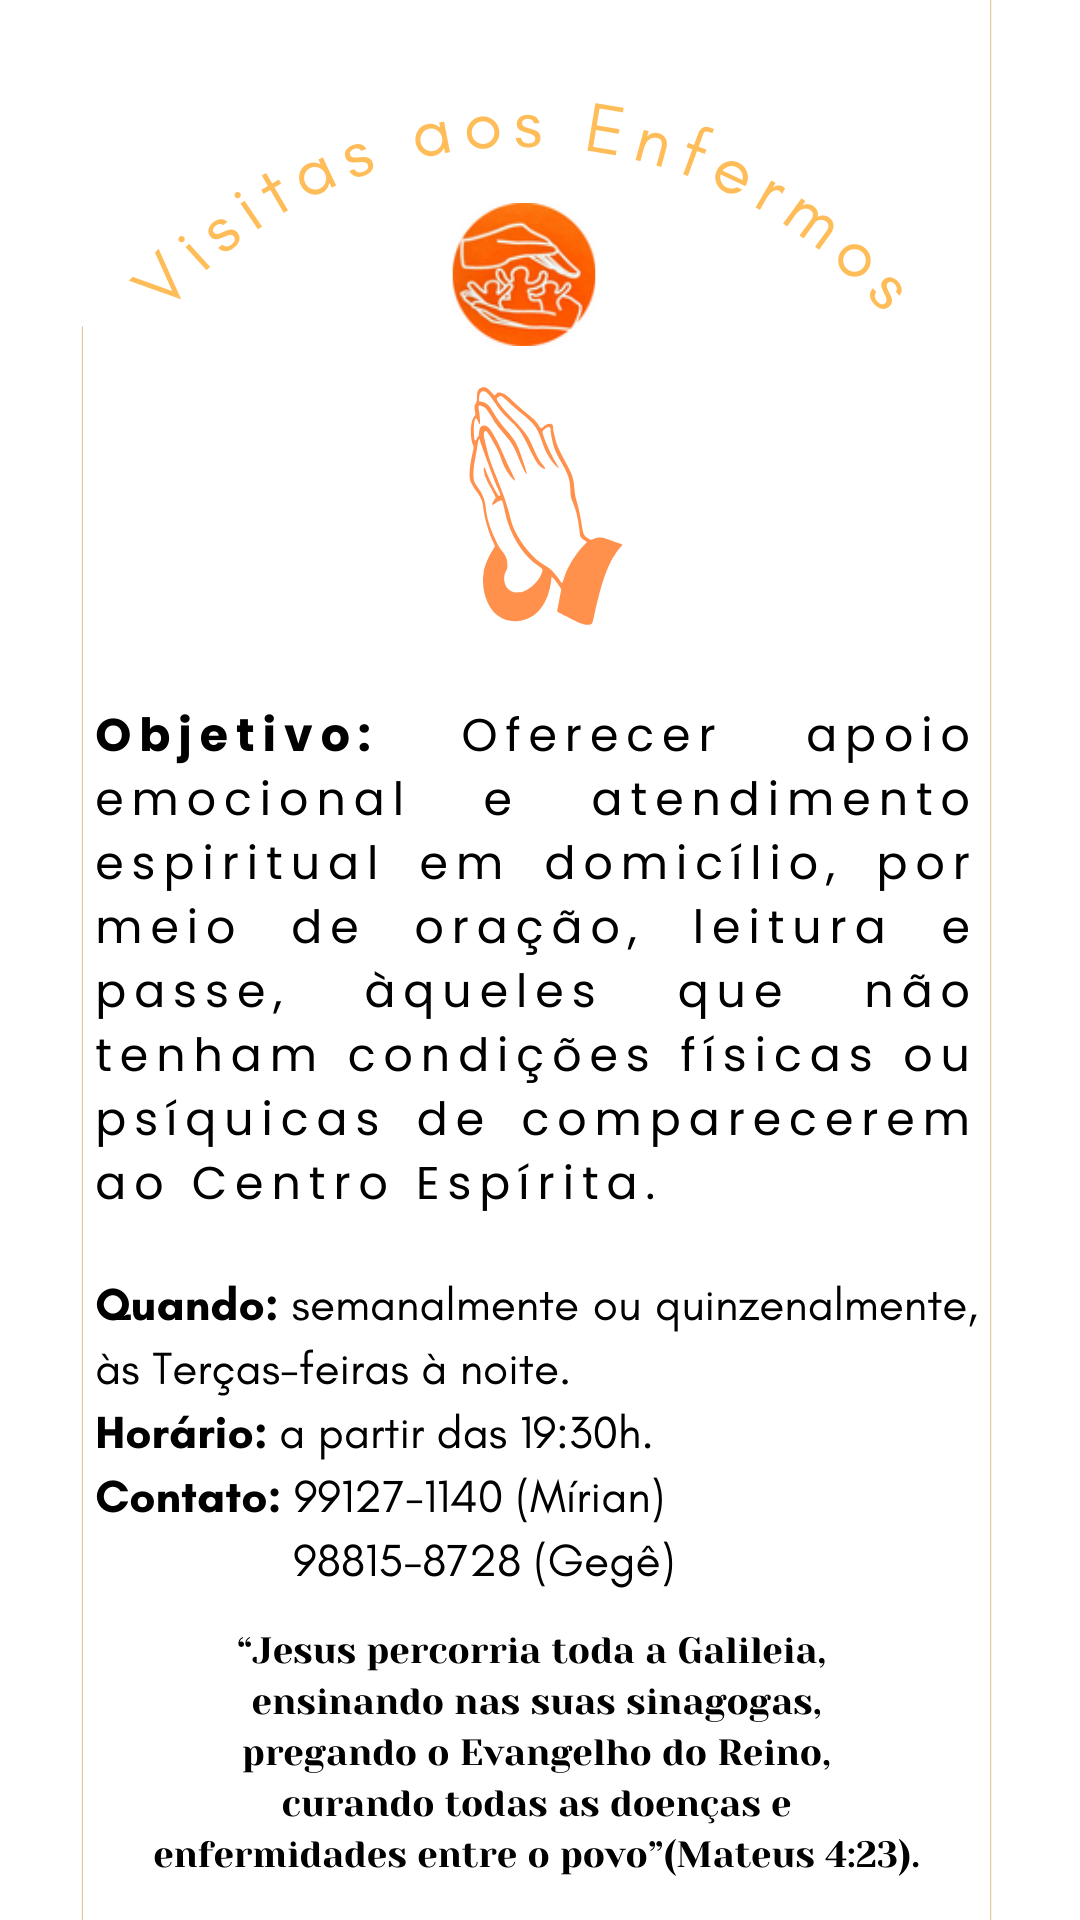 Visitas aos Enfermos
Objetivo: Oferecer apoio
emocional e atendimento
espiritual em domicílio, por
meio de oração, leitura e
passe, àqueles que não
tenham condições físicas ou
psíquicas de comparecerem
ao Centro Espírita.
Quando: semanalmente ou quinzenalmente,
às Terças-feiras à noite.
Horário: a partir das 19:30h.
Contato: 99127-1140 (Mírian)
98815-8728 (Gegê)
“Jesus percorria toda a Galileia,
ensinando nas suas sinagogas,
pregando o Evangelho do Reino,
curando todas as doenças e
enfermidades entre o povo”(Mateus 4:23).